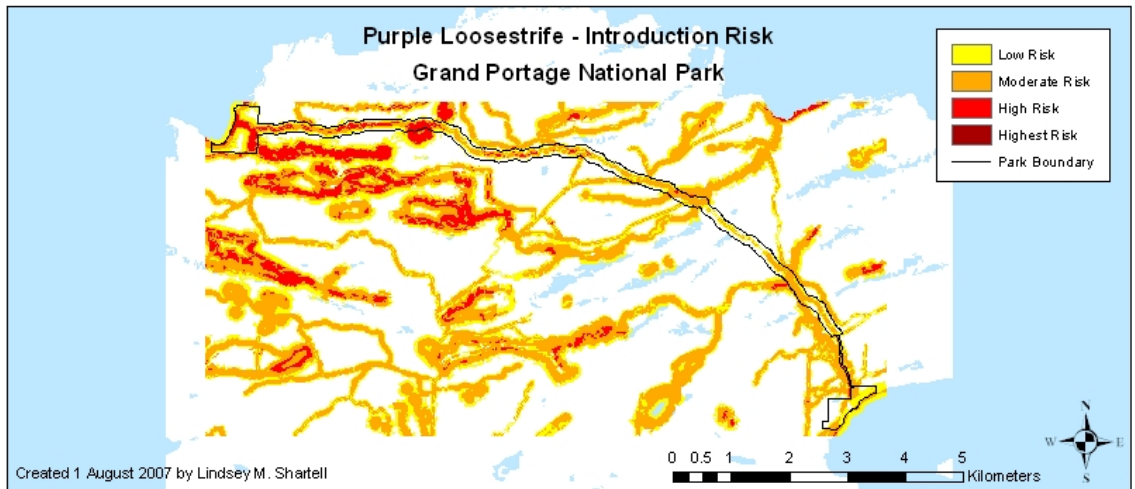 Purple Loosestrife - Introduction Risk
Grand Portage National Park
Low Risk
Moderate Risk
High Risk
Highest Risk
Park Boundary
Created 1 August 2007 by Lindsey M. Shartell
0 0.5 1 2 3 4 5
Kilometers
N
W E
S